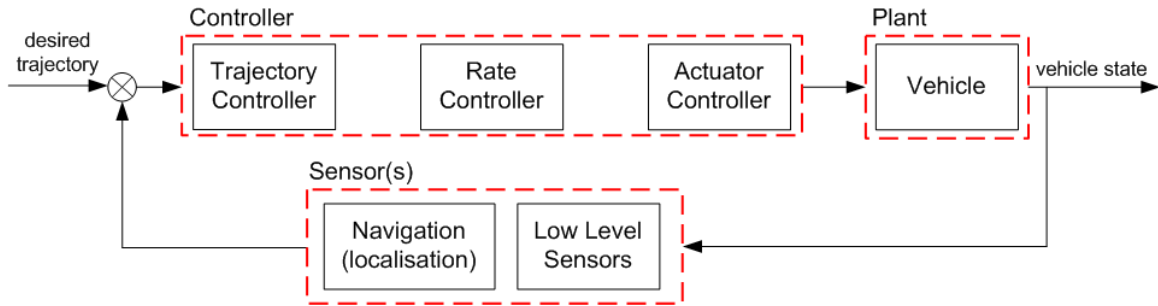 Controller
Plant
desired
trajectory
Trajectory
Controller
Rate
Controller
Actuator
Controller
Vehicle
vehicle state
Sensor(s)
Navigation
(localisation)
Low Level
Sensors